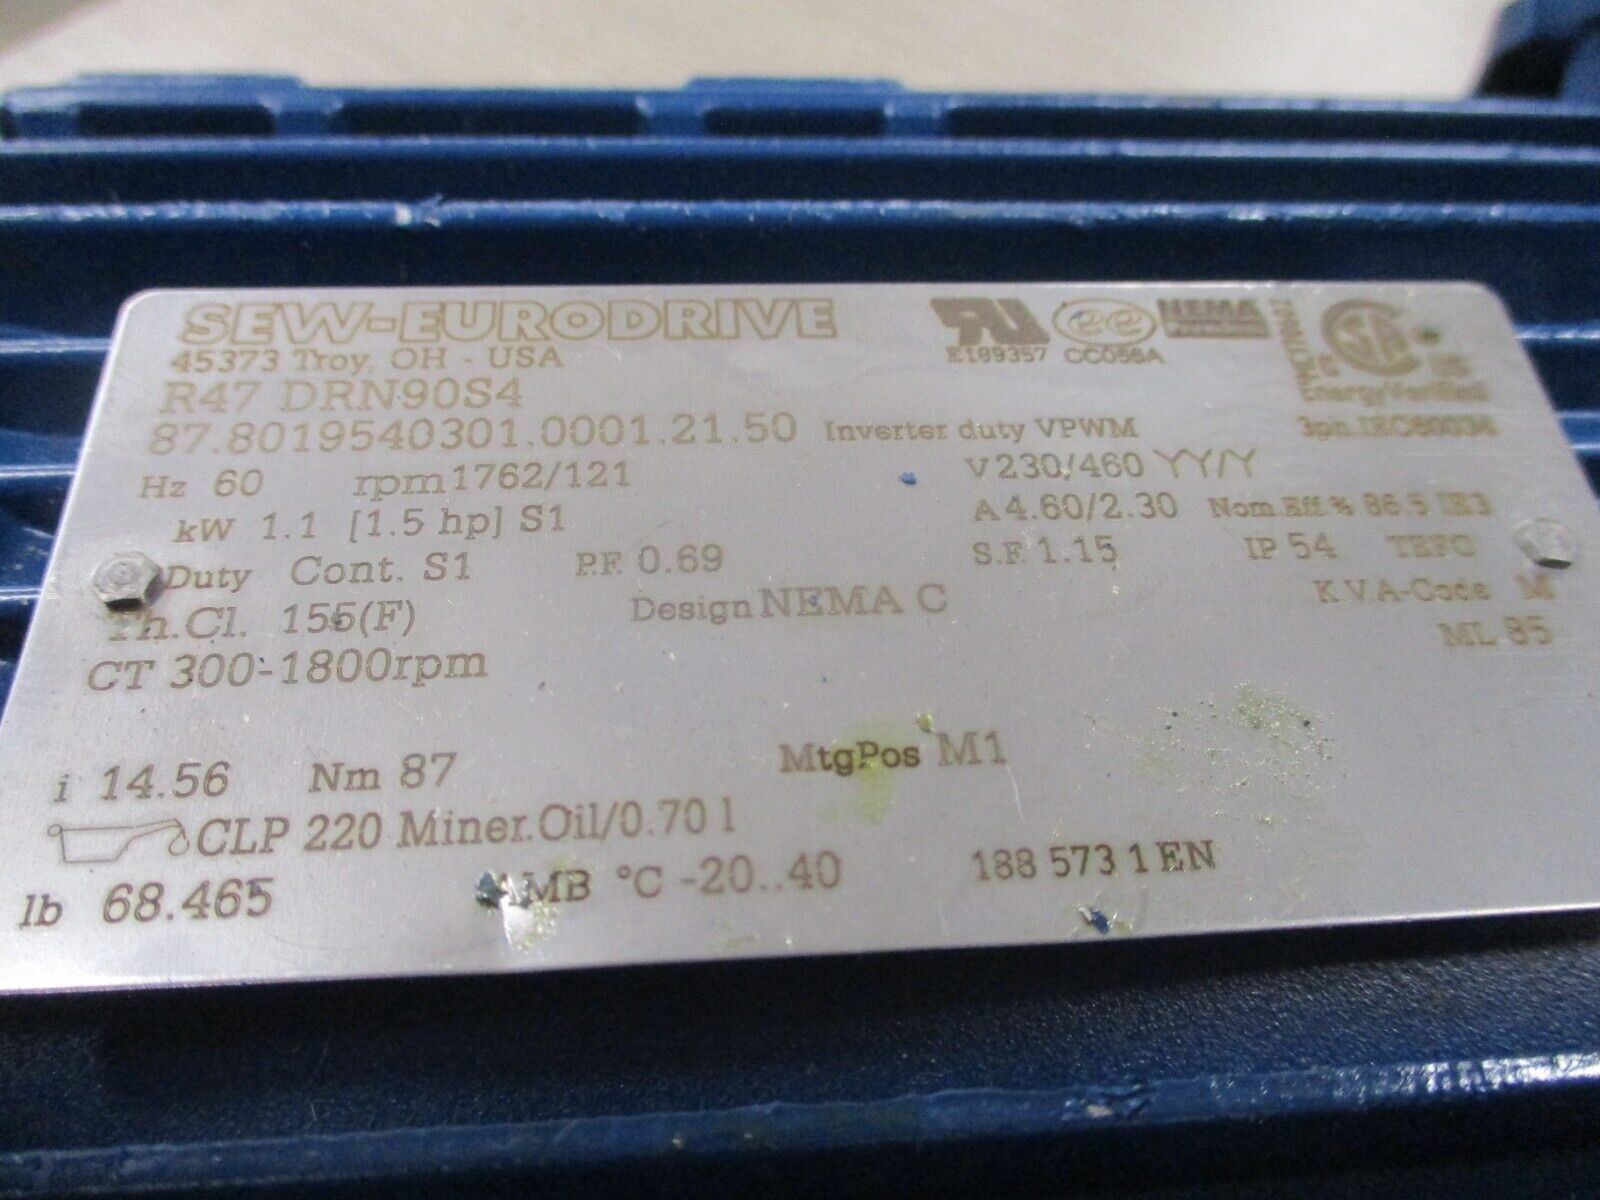 SEW-EURODRIVE
45373 Troy, OH - USA
E189357 CC056A NEMA
Energy Verified
R47 DRN90S4
87.8019540301.0001.21.50 Inverter duty VPWM 3ph. IEC60034
Hz 60 rpm 1762/121 V 230/460 YY/Y
kW 1.1 [1.5 hp] S1 A 4.60/2.30 Nom.Eff % 86.5 IE3
Duty Cont. S1 P.F. 0.69 S.F. 1.15 IP 54 TEFC
Th.Cl. 155(F) Design NEMA C K.V.A-Code M
CT 300-1800rpm ML 85
i 14.56 Nm 87 MtgPos M1
CLP 220 Miner.Oil/0.70 l
lb 68.465 AMB °C -20..40 188 573 1 EN